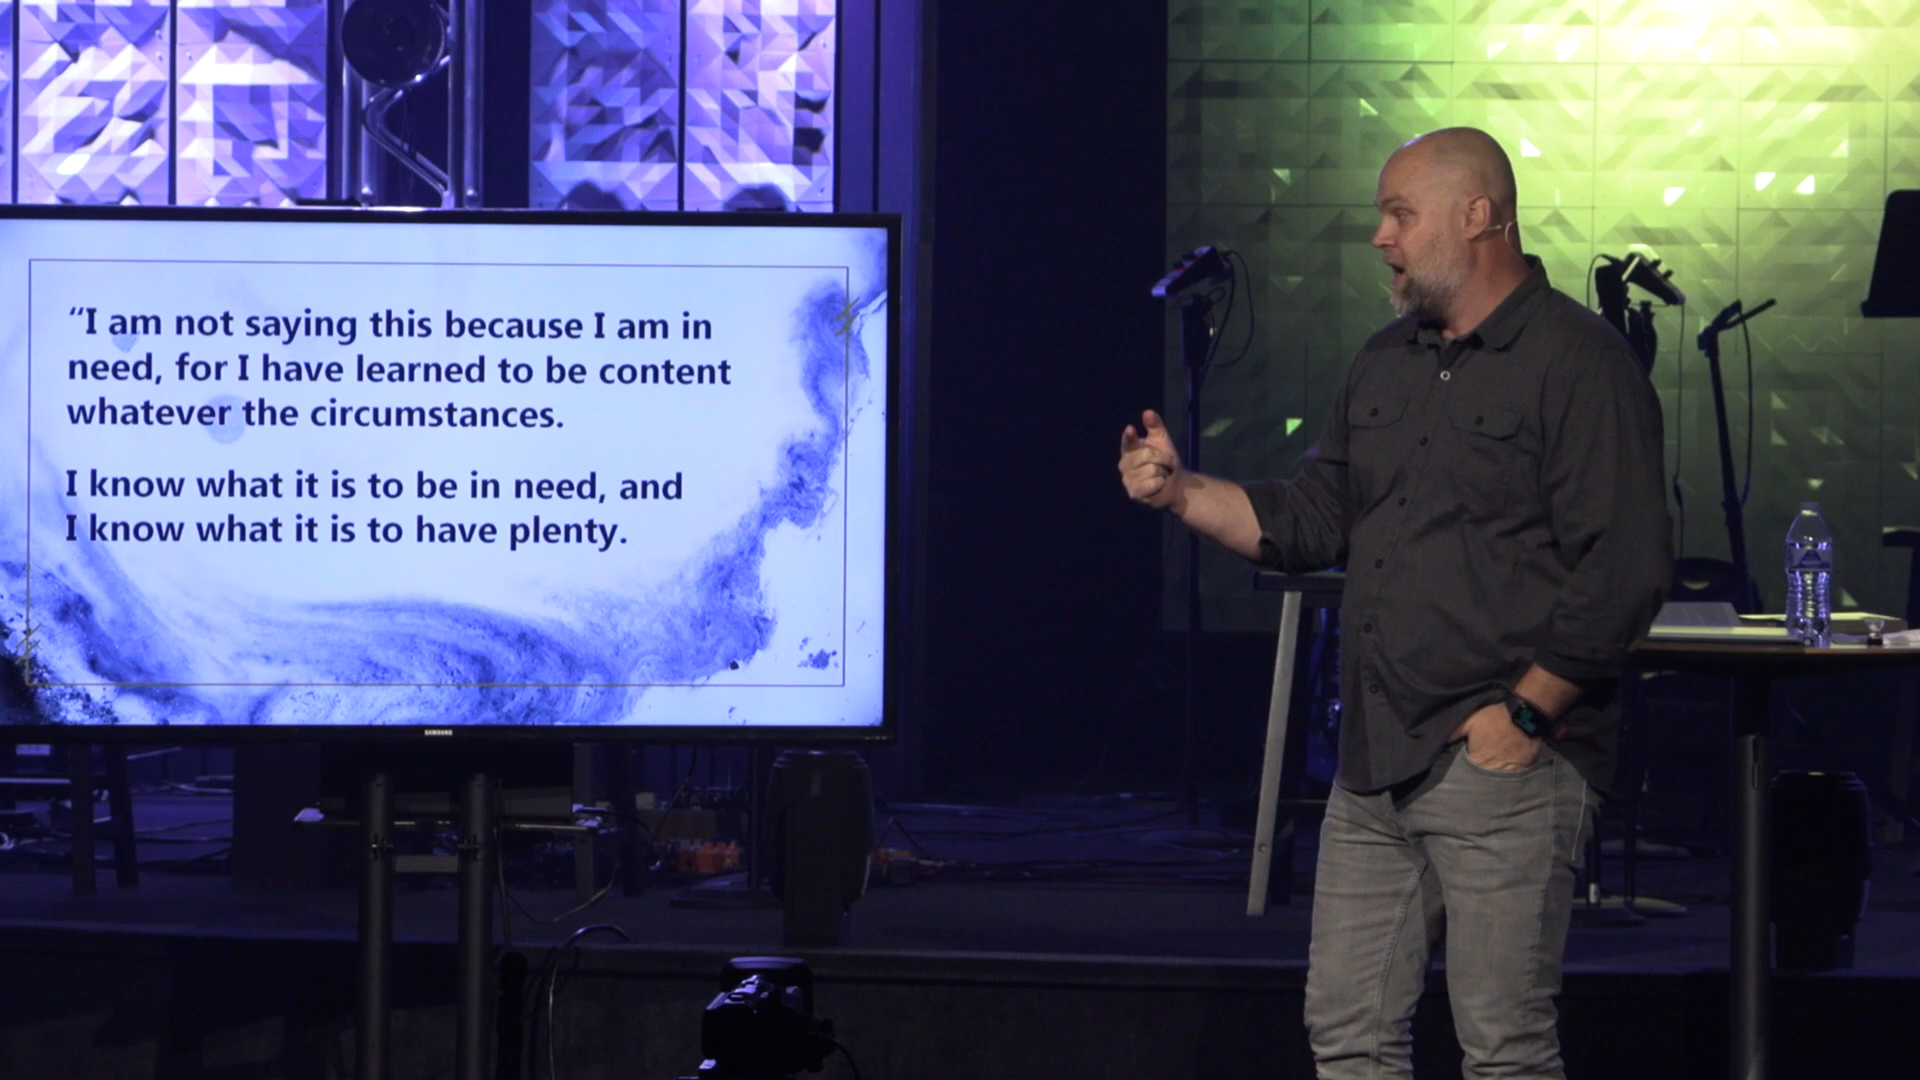 “I am not saying this because I am in
need, for I have learned to be content
whatever the circumstances.
I know what it is to be in need, and
I know what it is to have plenty.
SAMSUNG